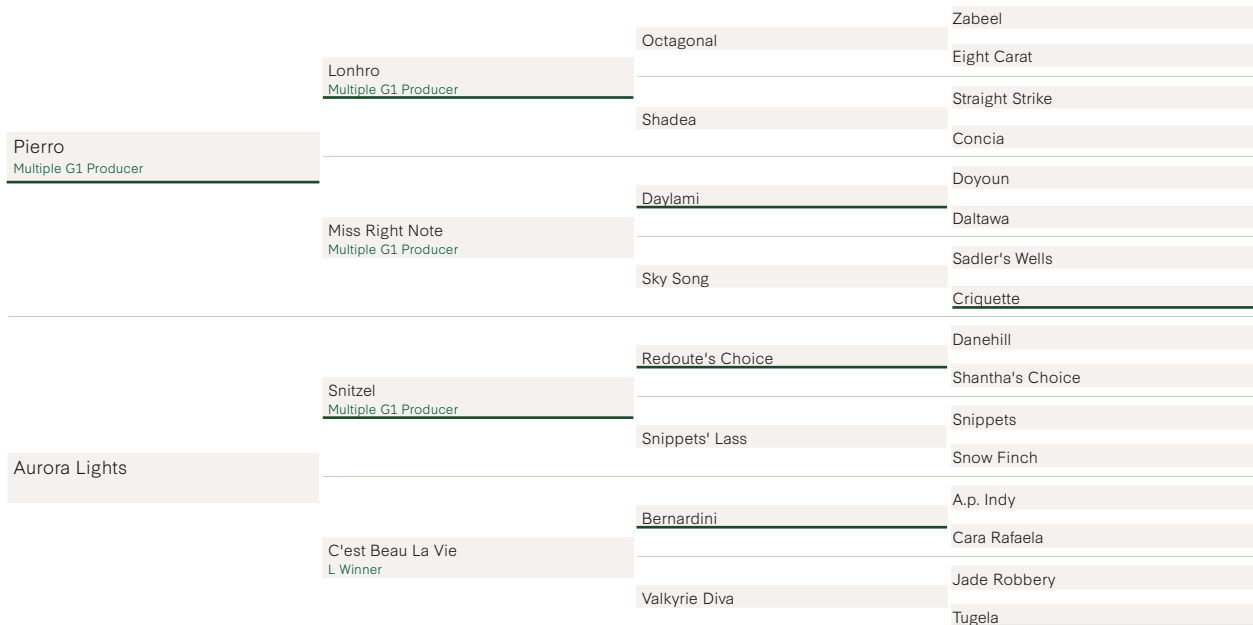 Pierro
Multiple G1 Producer
Aurora Lights
Lonhro
Multiple G1 Producer
Miss Right Note
Multiple G1 Producer
Snitzel
Multiple G1 Producer
C'est Beau La Vie
L Winner
Octagonal
Shadea
Daylami
Sky Song
Redoute's Choice
Snippets' Lass
Bernardini
Valkyrie Diva
Zabeel
Eight Carat
Straight Strike
Concia
Doyoun
Daltawa
Sadler's Wells
Criquette
Danehill
Shantha's Choice
Snippets
Snow Finch
A.p. Indy
Cara Rafaela
Jade Robbery
Tugela